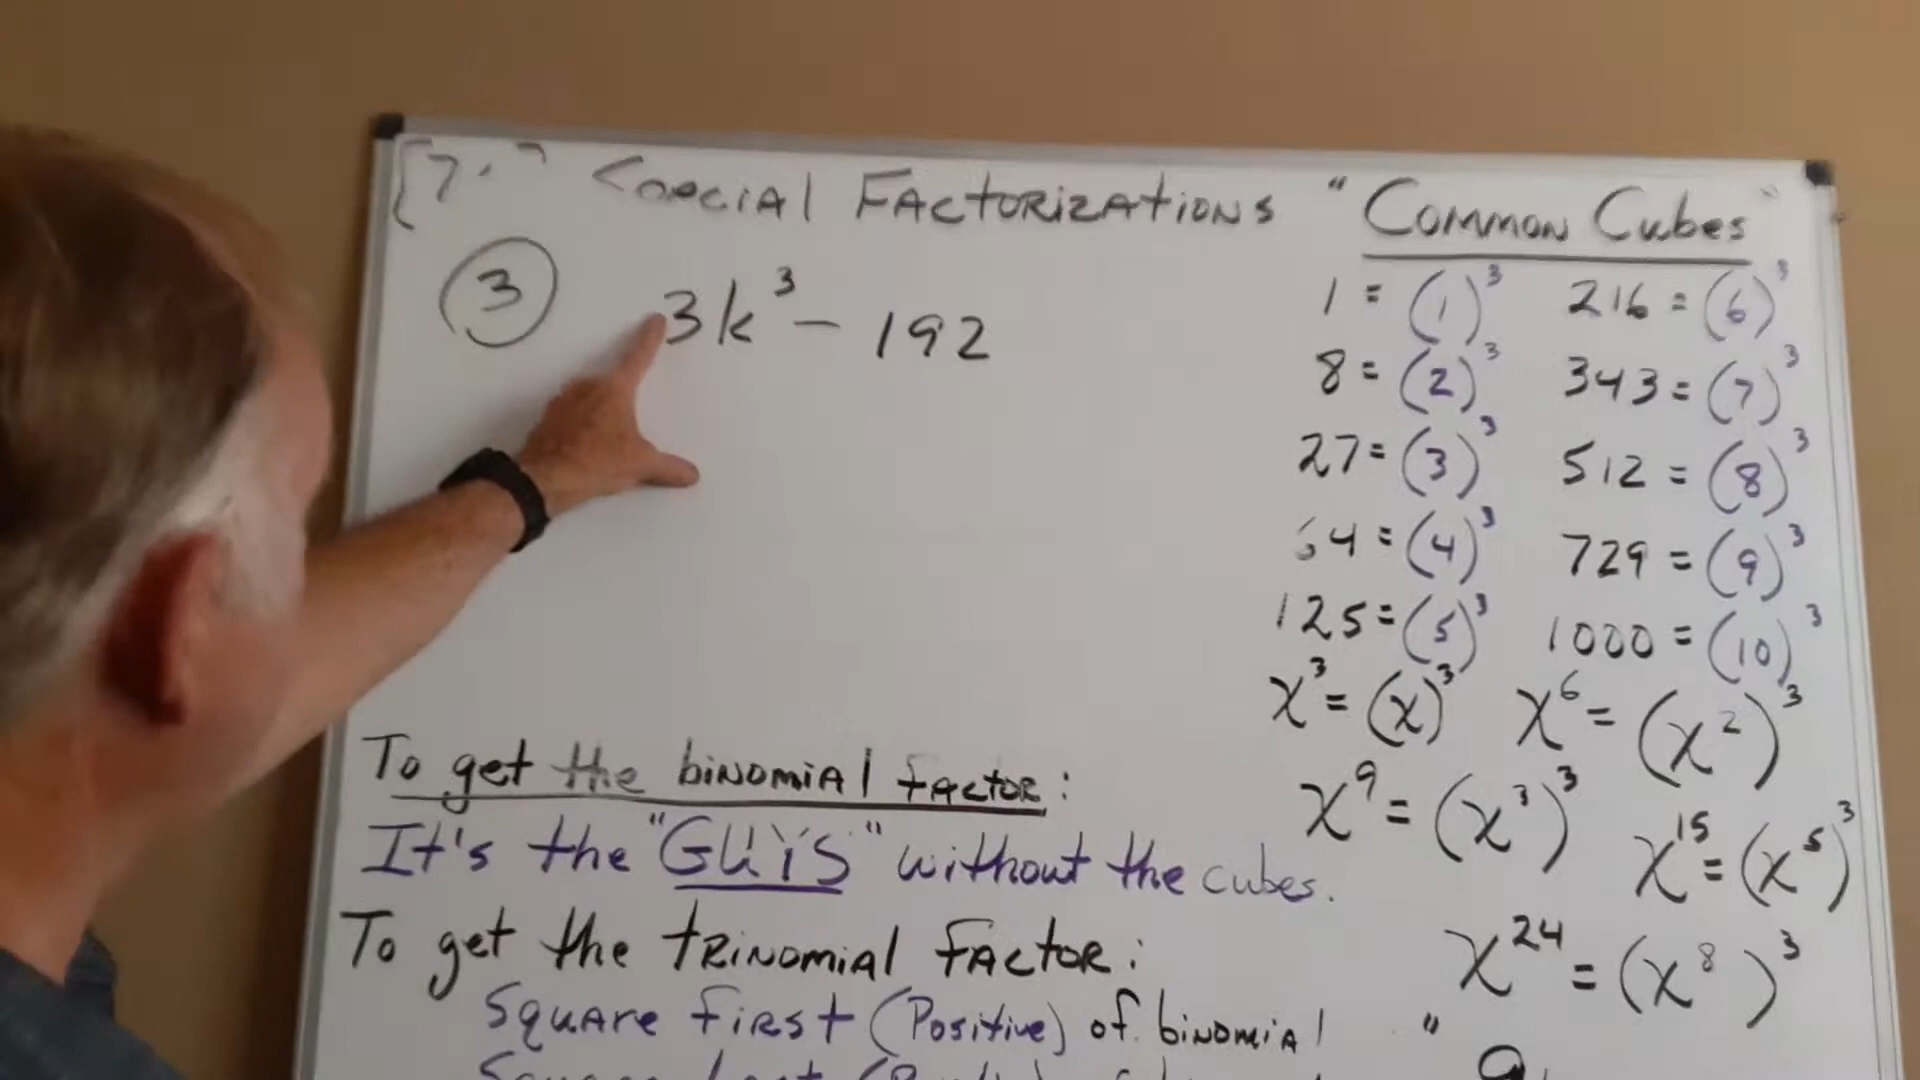 Special Factorizations "Common Cubes"
③ 3k³ - 192
1 = (1)³ 216 = (6)³
8 = (2)³ 343 = (7)³
27 = (3)³ 512 = (8)³
64 = (4)³ 729 = (9)³
125 = (5)³ 1000 = (10)³
x³ = (x)³ x⁶ = (x²)³
x⁹ = (x³)³
x¹⁵ = (x⁵)³
x²⁴ = (x⁸)³
To get the binomial factor:
It's the "GUYS" without the cubes.
To get the trinomial factor:
Square first (Positive) of binomial